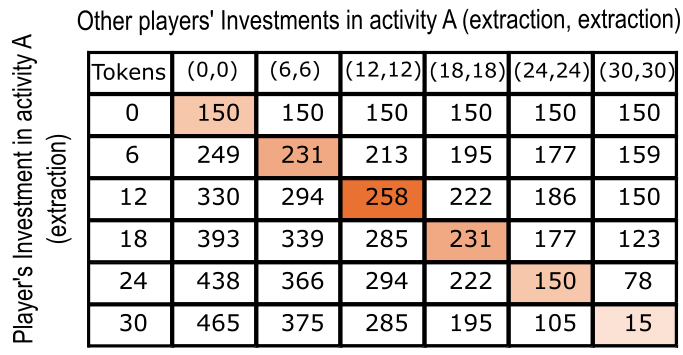 Other players' Investments in activity A (extraction, extraction)
Player's Investment in activity A
(extraction)
Tokens (0,0) (6,6) (12,12) (18,18) (24,24) (30,30)
0 150 150 150 150 150 150
6 249 231 213 195 177 159
12 330 294 258 222 186 150
18 393 339 285 231 177 123
24 438 366 294 222 150 78
30 465 375 285 195 105 15